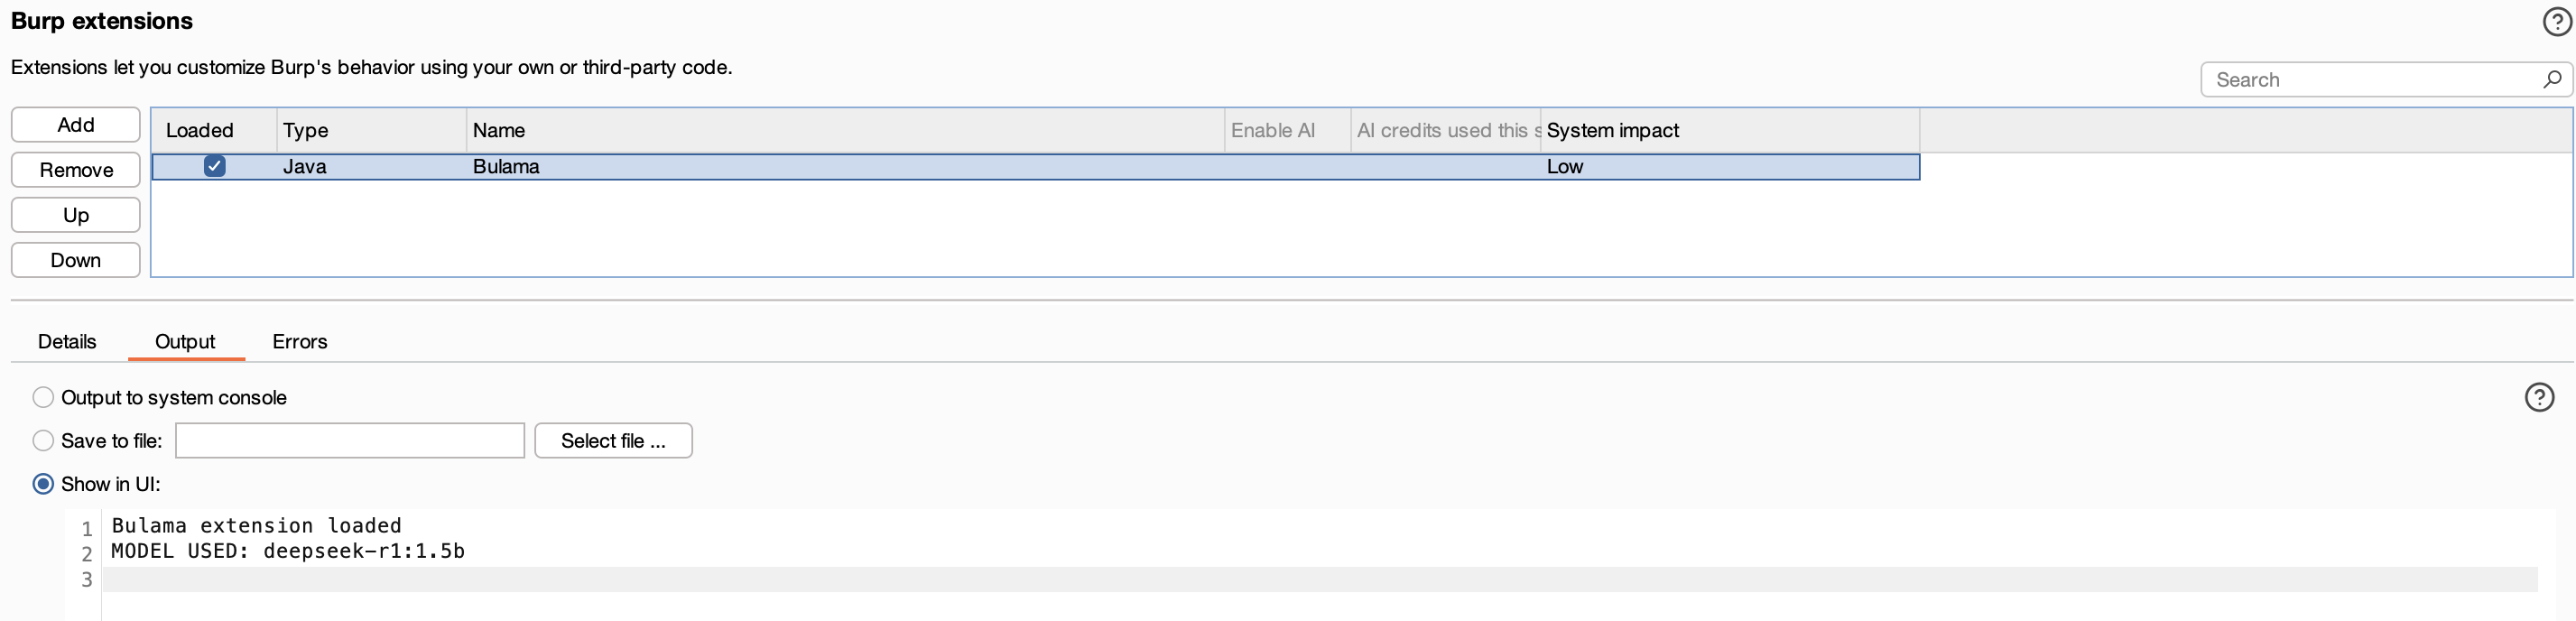 Burp extensions
Extensions let you customize Burp's behavior using your own or third-party code.
Search
Add
Remove
Up
Down
Loaded Type Name Enable AI AI credits used this s System impact
Java Bulama Low
Details Output Errors
Output to system console
Save to file: Select file ...
Show in UI:
1 Bulama extension loaded
2 MODEL USED: deepseek-r1:1.5b
3